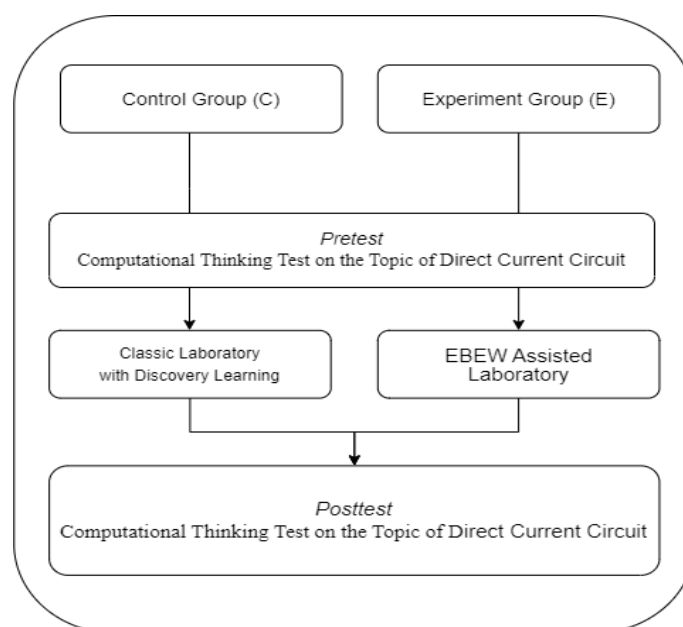 Control Group (C)
Experiment Group (E)
Pretest
Computational Thinking Test on the Topic of Direct Current Circuit
Classic Laboratory
with Discovery Learning
EBEW Assisted
Laboratory
Posttest
Computational Thinking Test on the Topic of Direct Current Circuit